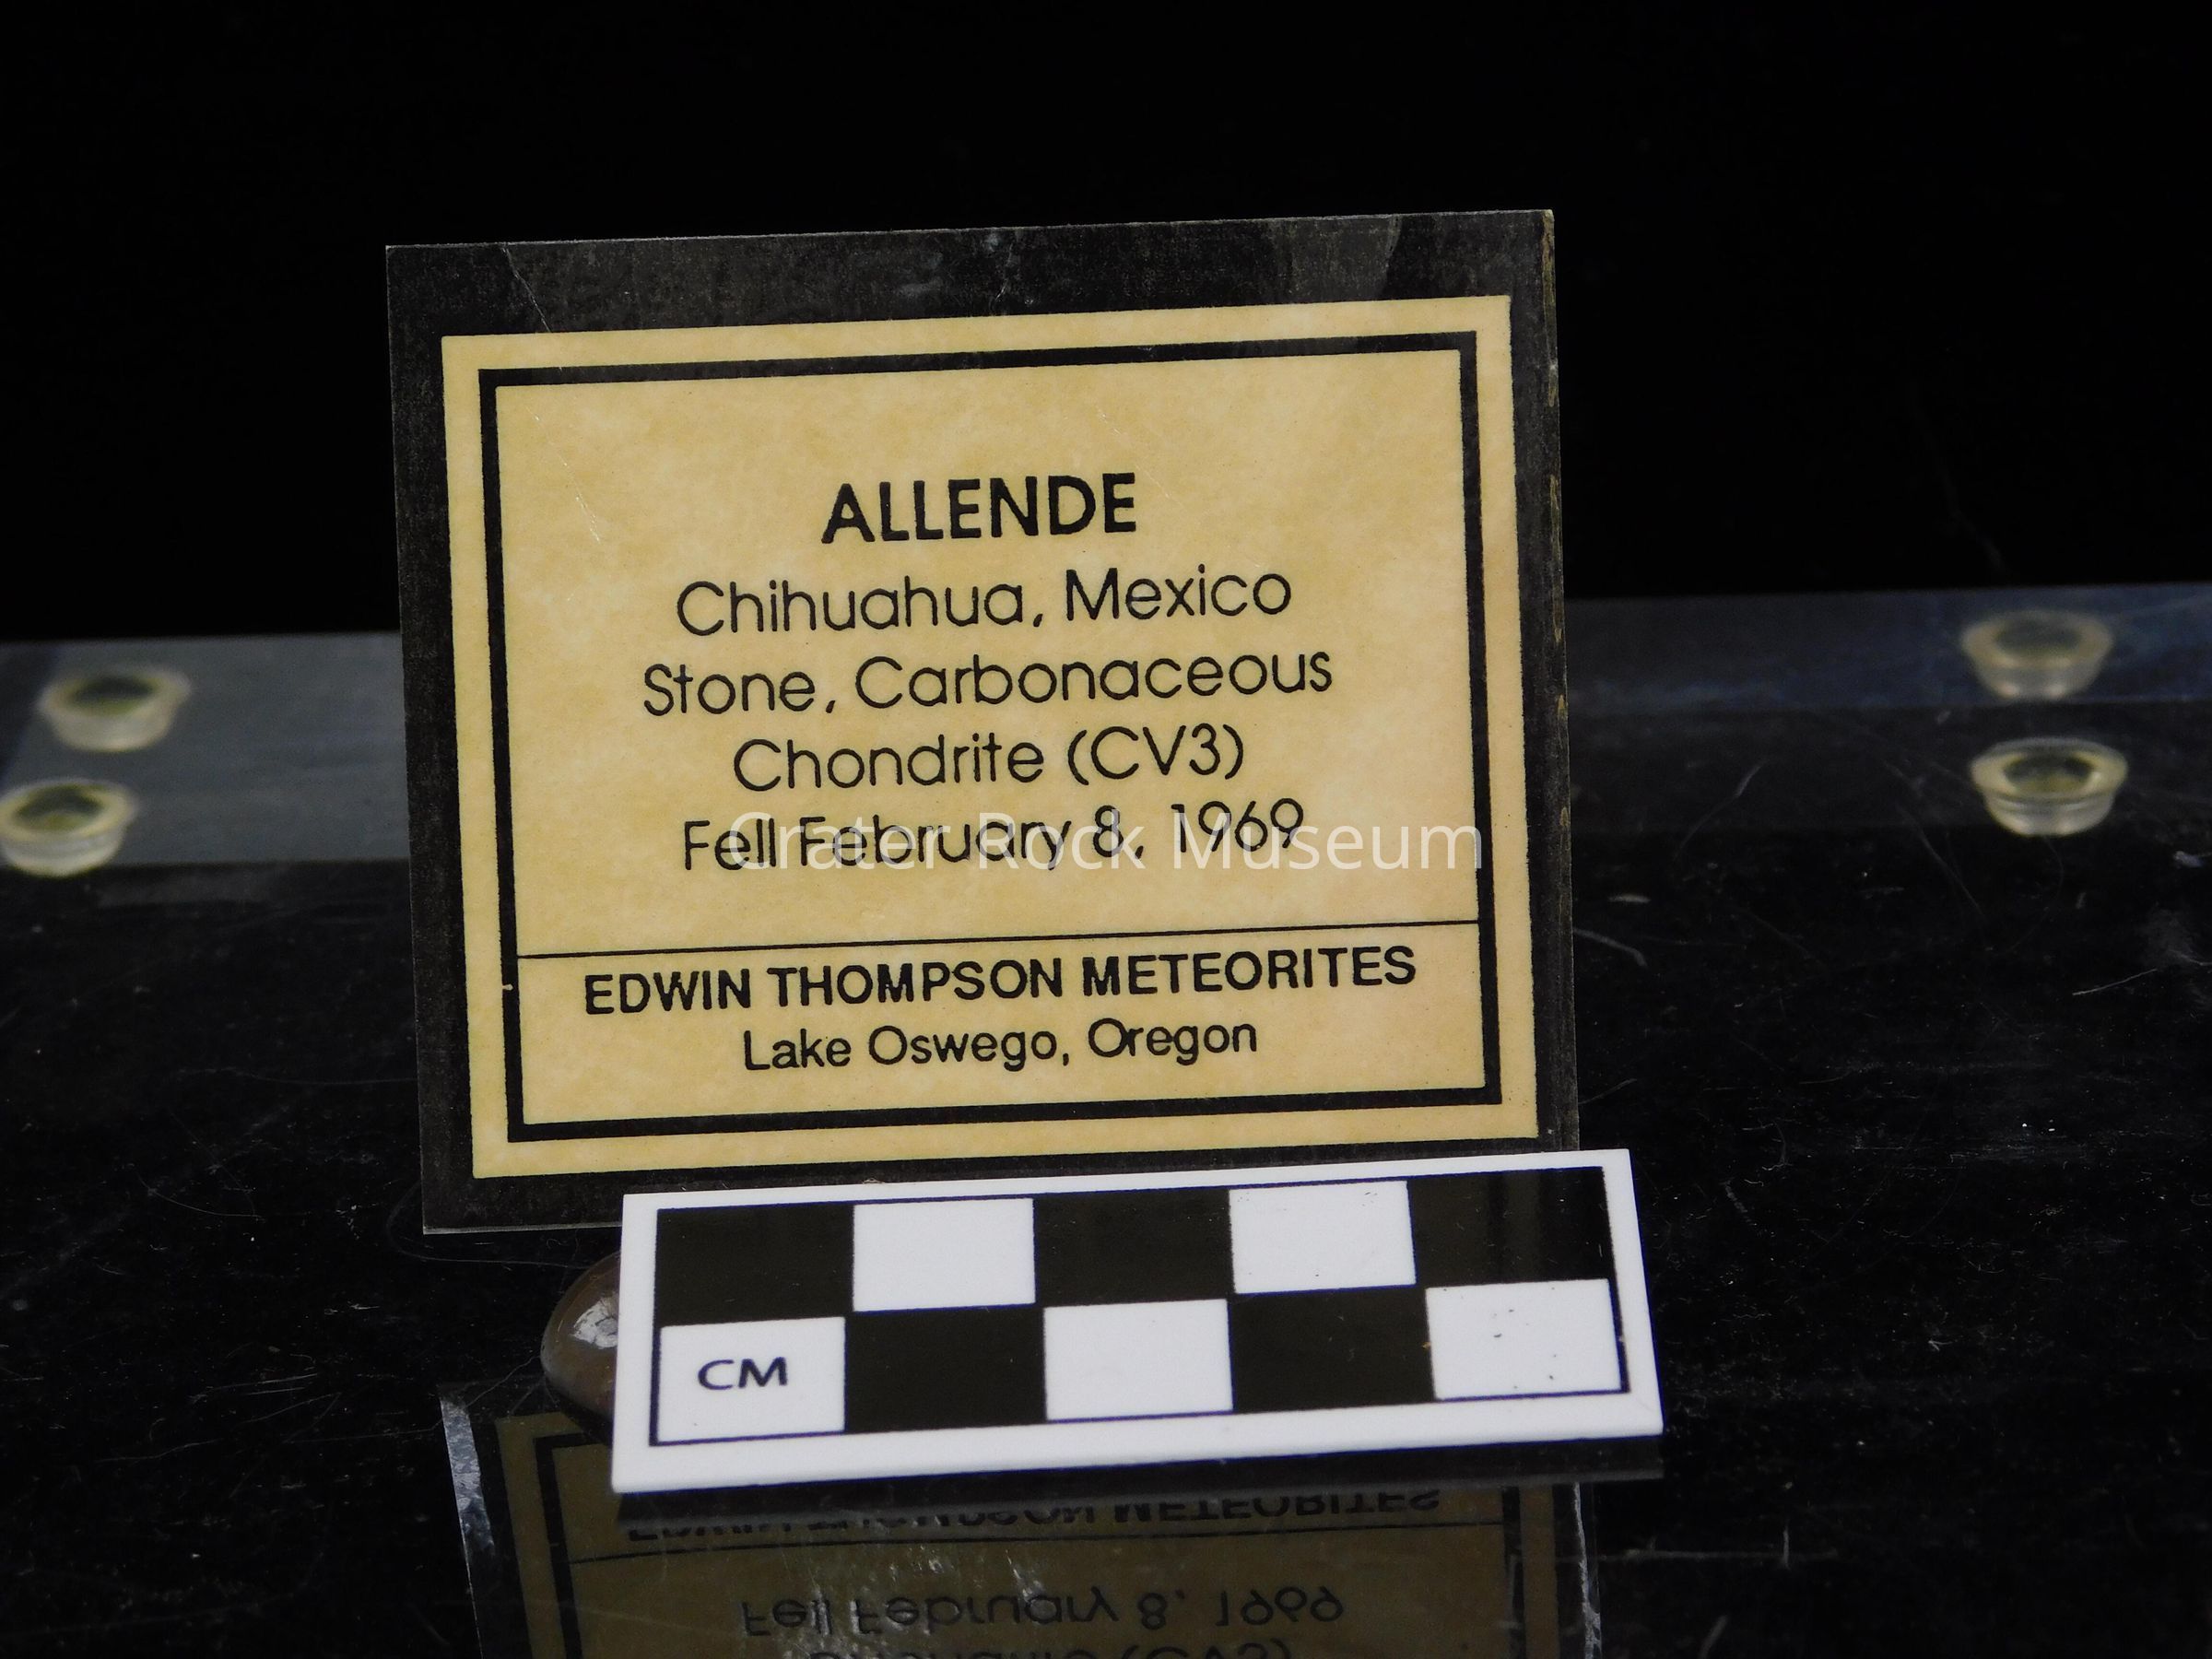 ALLENDE
Chihuahua, Mexico
Stone, Carbonaceous
Chondrite (CV3)
Fell February 8, 1969
Crater Rock Museum
EDWIN THOMPSON METEORITES
Lake Oswego, Oregon
CM